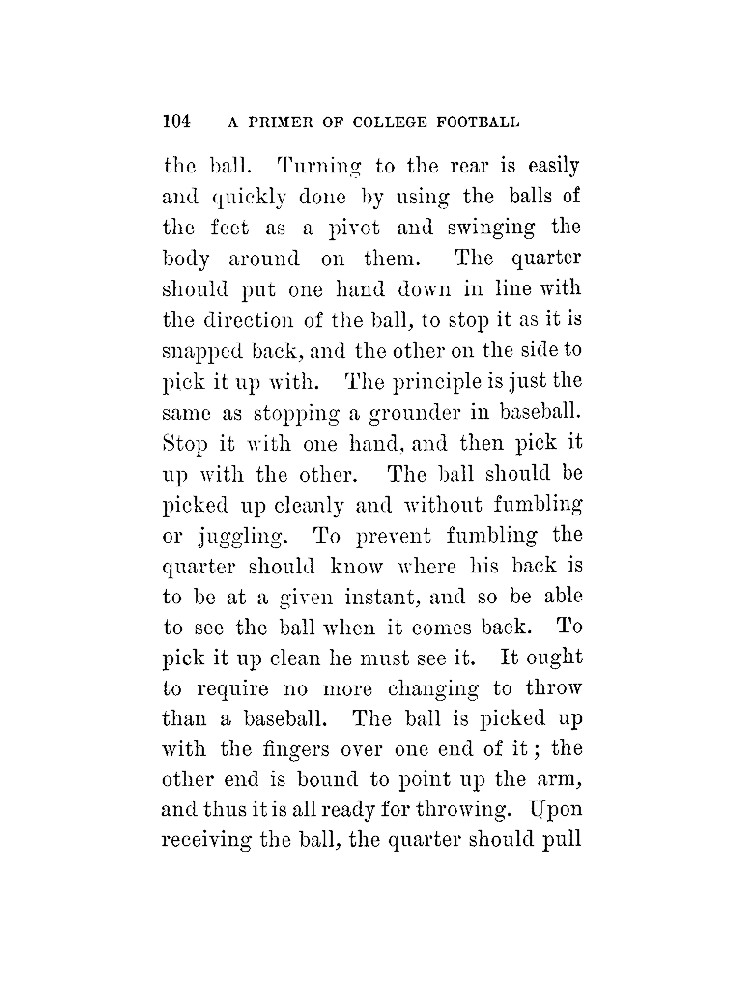 104 A PRIMER OF COLLEGE FOOTBALL
the ball. Turning to the rear is easily
and quickly done by using the balls of
the feet as a pivot and swinging the
body around on them. The quarter
should put one hand down in line with
the direction of the ball, to stop it as it is
snapped back, and the other on the side to
pick it up with. The principle is just the
same as stopping a grounder in baseball.
Stop it with one hand, and then pick it
up with the other. The ball should be
picked up cleanly and without fumbling
or juggling. To prevent fumbling the
quarter should know where his back is
to be at a given instant, and so be able
to see the ball when it comes back. To
pick it up clean he must see it. It ought
to require no more changing to throw
than a baseball. The ball is picked up
with the fingers over one end of it ; the
other end is bound to point up the arm,
and thus it is all ready for throwing. Upon
receiving the ball, the quarter should pull